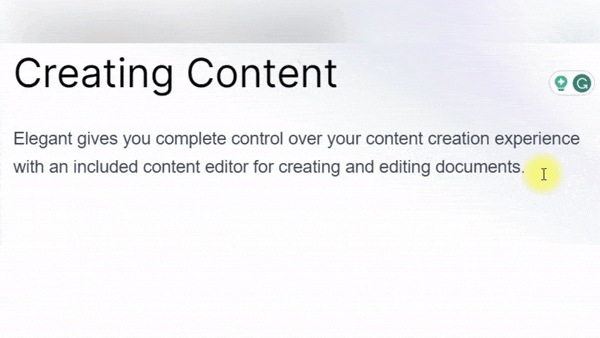 Creating Content
Elegant gives you complete control over your content creation experience
with an included content editor for creating and editing documents.